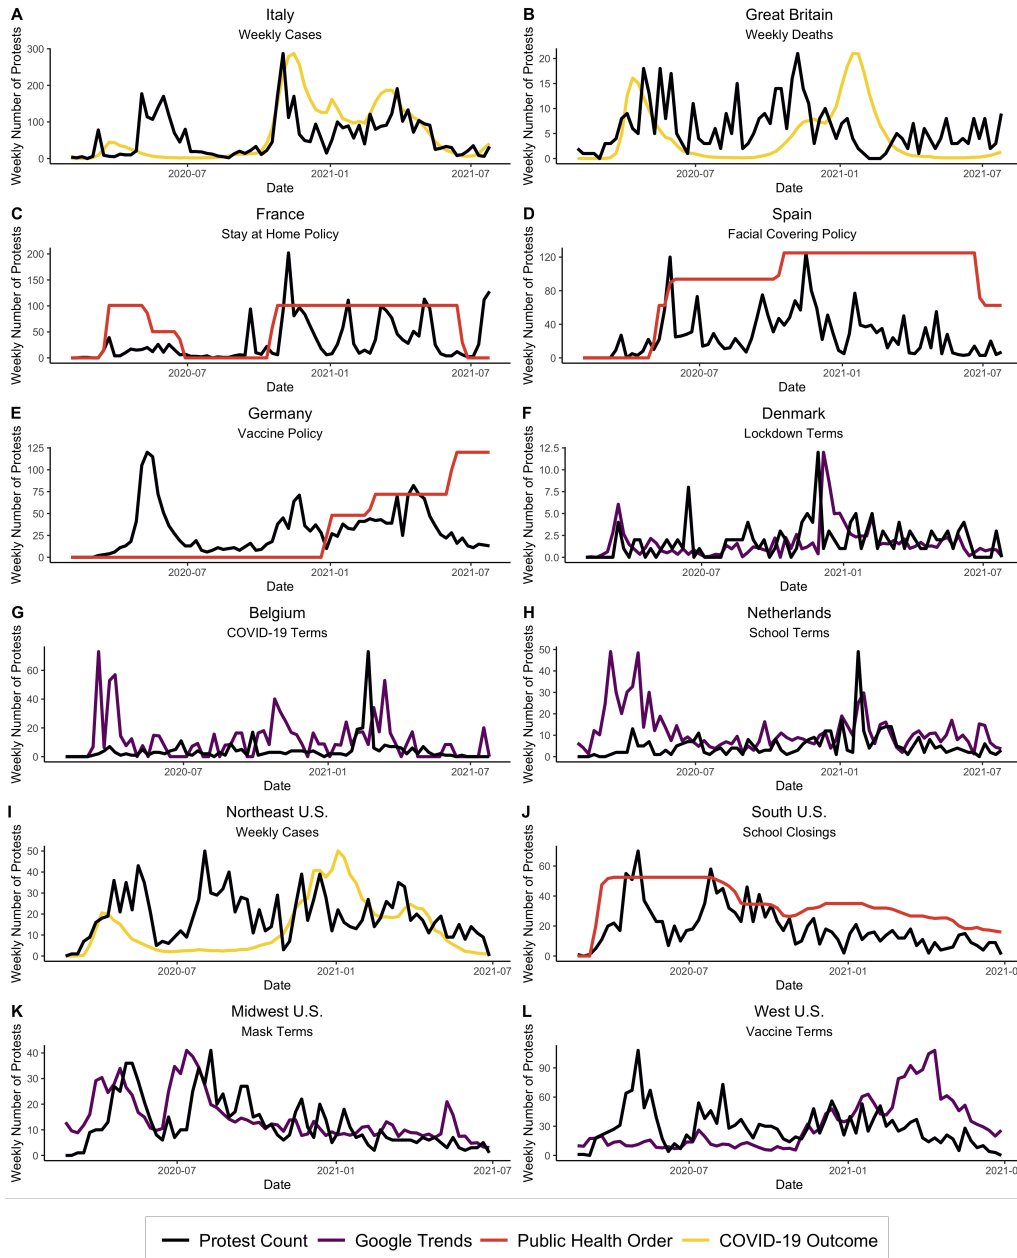 A
Italy
Weekly Cases
Weekly Number of Protests
300
200
100
0
2020-07
2021-01
2021-07
Date
B
Great Britain
Weekly Deaths
Weekly Number of Protests
20
15
10
5
0
2020-07
2021-01
2021-07
Date
C
France
Stay at Home Policy
Weekly Number of Protests
200
150
100
50
0
2020-07
2021-01
2021-07
Date
D
Spain
Facial Covering Policy
Weekly Number of Protests
120
80
40
0
2020-07
2021-01
2021-07
Date
E
Germany
Vaccine Policy
Weekly Number of Protests
125
100
75
50
25
0
2020-07
2021-01
2021-07
Date
F
Denmark
Lockdown Terms
Weekly Number of Protests
12.5
10.0
7.5
5.0
2.5
0.0
2020-07
2021-01
2021-07
Date
G
Belgium
COVID-19 Terms
Weekly Number of Protests
60
40
20
0
2020-07
2021-01
2021-07
Date
H
Netherlands
School Terms
Weekly Number of Protests
50
40
30
20
10
0
2020-07
2021-01
2021-07
Date
I
Northeast U.S.
Weekly Cases
Weekly Number of Protests
50
40
30
20
10
0
2020-07
2021-01
2021-07
Date
J
South U.S.
School Closings
Weekly Number of Protests
60
40
20
0
2020-07
2021-01
2021-0
Date
K
Midwest U.S.
Mask Terms
Weekly Number of Protests
40
30
20
10
0
2020-07
2021-01
2021-07
Date
L
West U.S.
Vaccine Terms
Weekly Number of Protests
90
60
30
0
2020-07
2021-01
2021-0
Date
Protest Count Google Trends Public Health Order COVID-19 Outcome